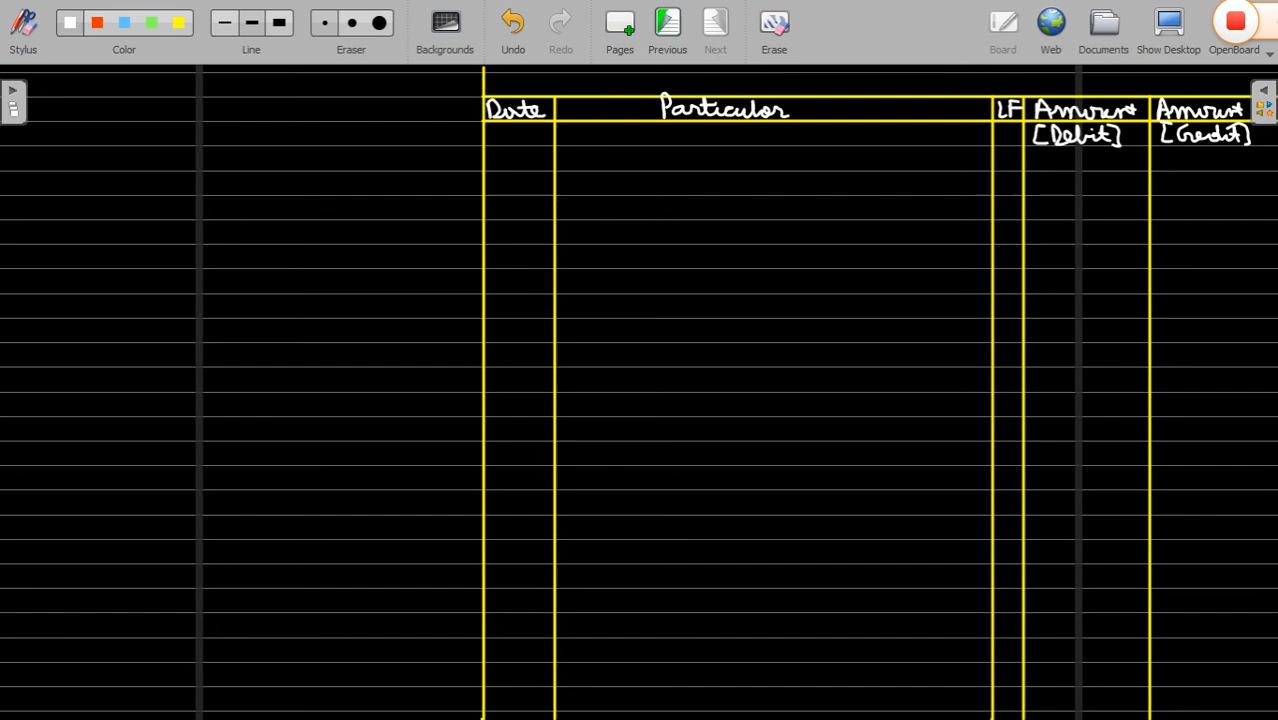 Stylus Color Line Eraser Backgrounds Undo Redo Pages Previous Next Erase Board Web Documents Show Desktop OpenBoard
Date Particular LF Amount Amount
[Debit] [Credit]